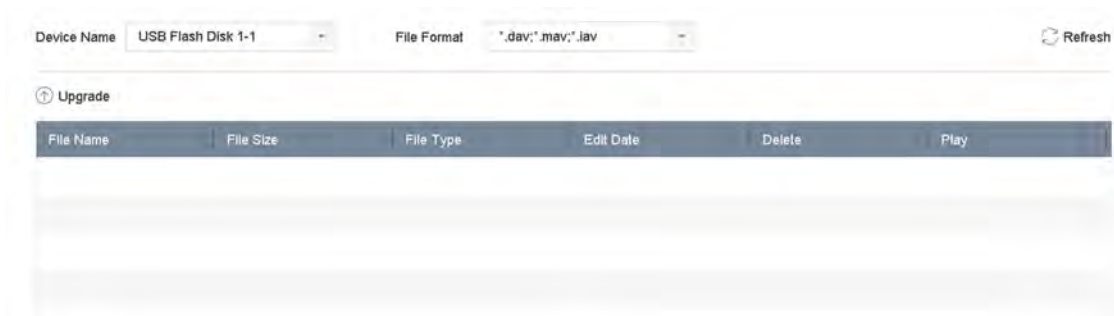 Device Name USB Flash Disk 1-1 File Format *.dav;*.mav;*.iav Refresh
Upgrade
File Name File Size File Type Edit Date Delete Play